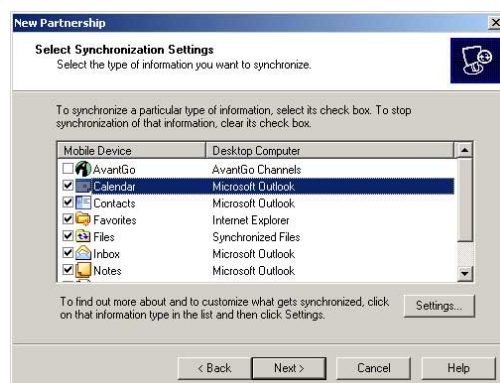 New Partnership
Select Synchronization Settings
Select the type of information you want to synchronize.
To synchronize a particular type of information, select its check box. To stop
synchronization of that information, clear its check box.
Mobile Device Desktop Computer
AvantGo AvantGo Channels
Calendar Microsoft Outlook
Contacts Microsoft Outlook
Favorites Internet Explorer
Files Synchronized Files
Inbox Microsoft Outlook
Notes Microsoft Outlook
To find out more about and to customize what gets synchronized, click
on that information type in the list and then click Settings.
Settings...
< Back Next > Cancel Help